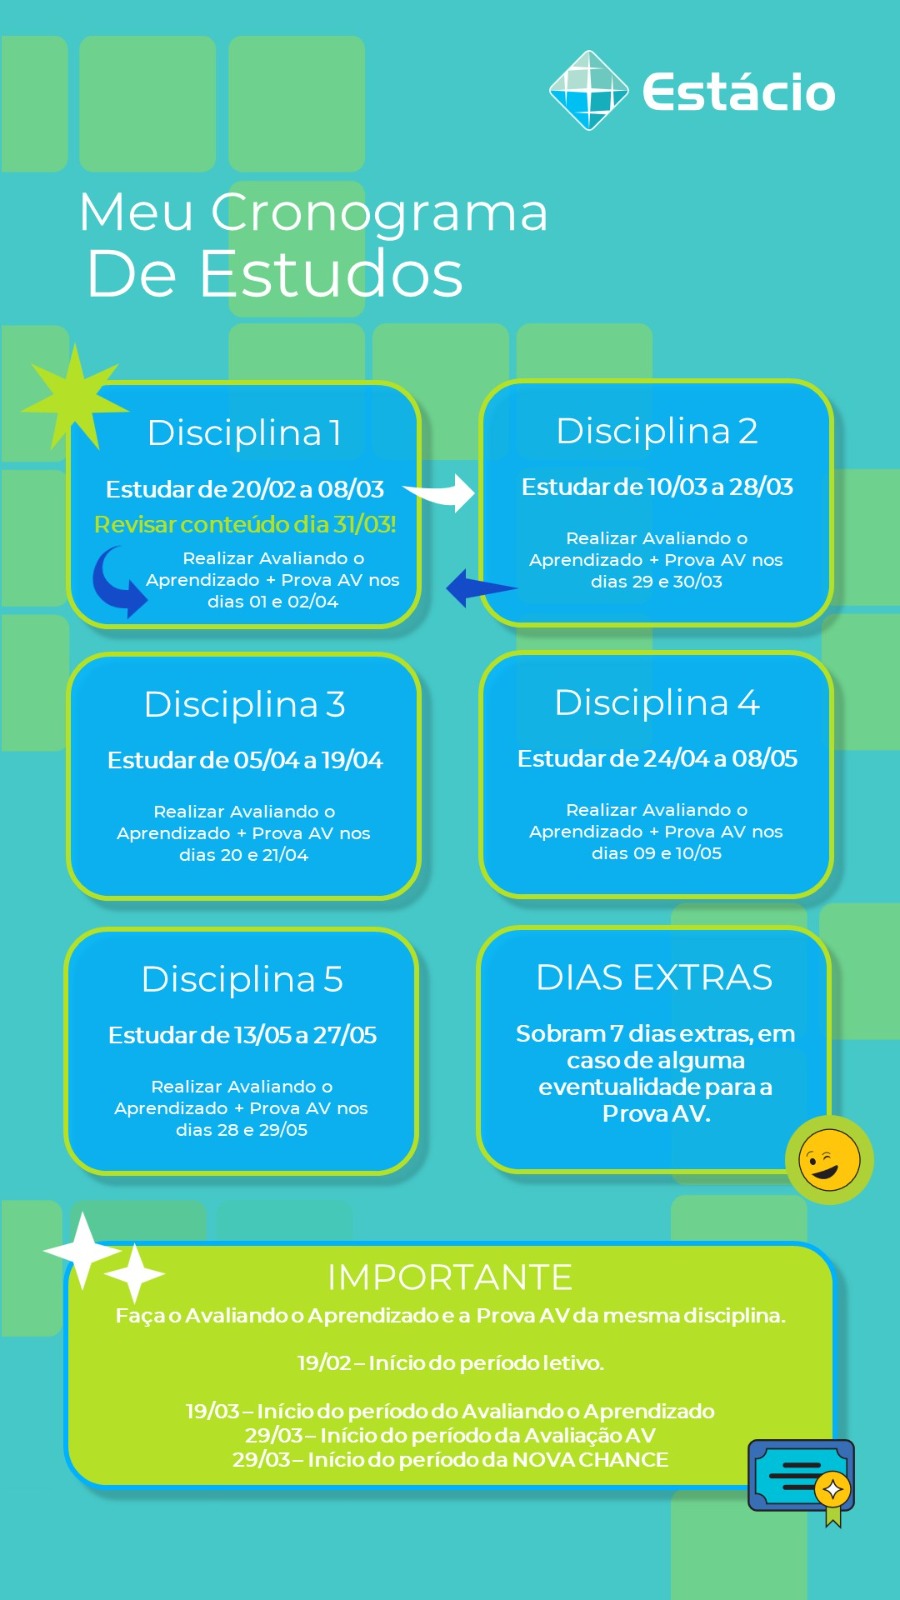 Estácio
Meu Cronograma
De Estudos
Disciplina 1
Estudar de 20/02 a 08/03
Revisar conteúdo dia 31/03!
Realizar Avaliando o
Aprendizado + Prova AV nos
dias 01 e 02/04
Disciplina 2
Estudar de 10/03 a 28/03
Realizar Avaliando o
Aprendizado + Prova AV nos
dias 29 e 30/03
Disciplina 3
Estudar de 05/04 a 19/04
Realizar Avaliando o
Aprendizado + Prova AV nos
dias 20 e 21/04
Disciplina 4
Estudar de 24/04 a 08/05
Realizar Avaliando o
Aprendizado + Prova AV nos
dias 09 e 10/05
Disciplina 5
Estudar de 13/05 a 27/05
Realizar Avaliando o
Aprendizado + Prova AV nos
dias 28 e 29/05
DIAS EXTRAS
Sobram 7 dias extras, em
caso de alguma
eventualidade para a
Prova AV.
IMPORTANTE
Faça o Avaliando o Aprendizado e a Prova AV da mesma disciplina.
19/02 – Início do período letivo.
19/03 – Início do período do Avaliando o Aprendizado
29/03 – Início do período da Avaliação AV
29/03 – Início do período da NOVA CHANCE